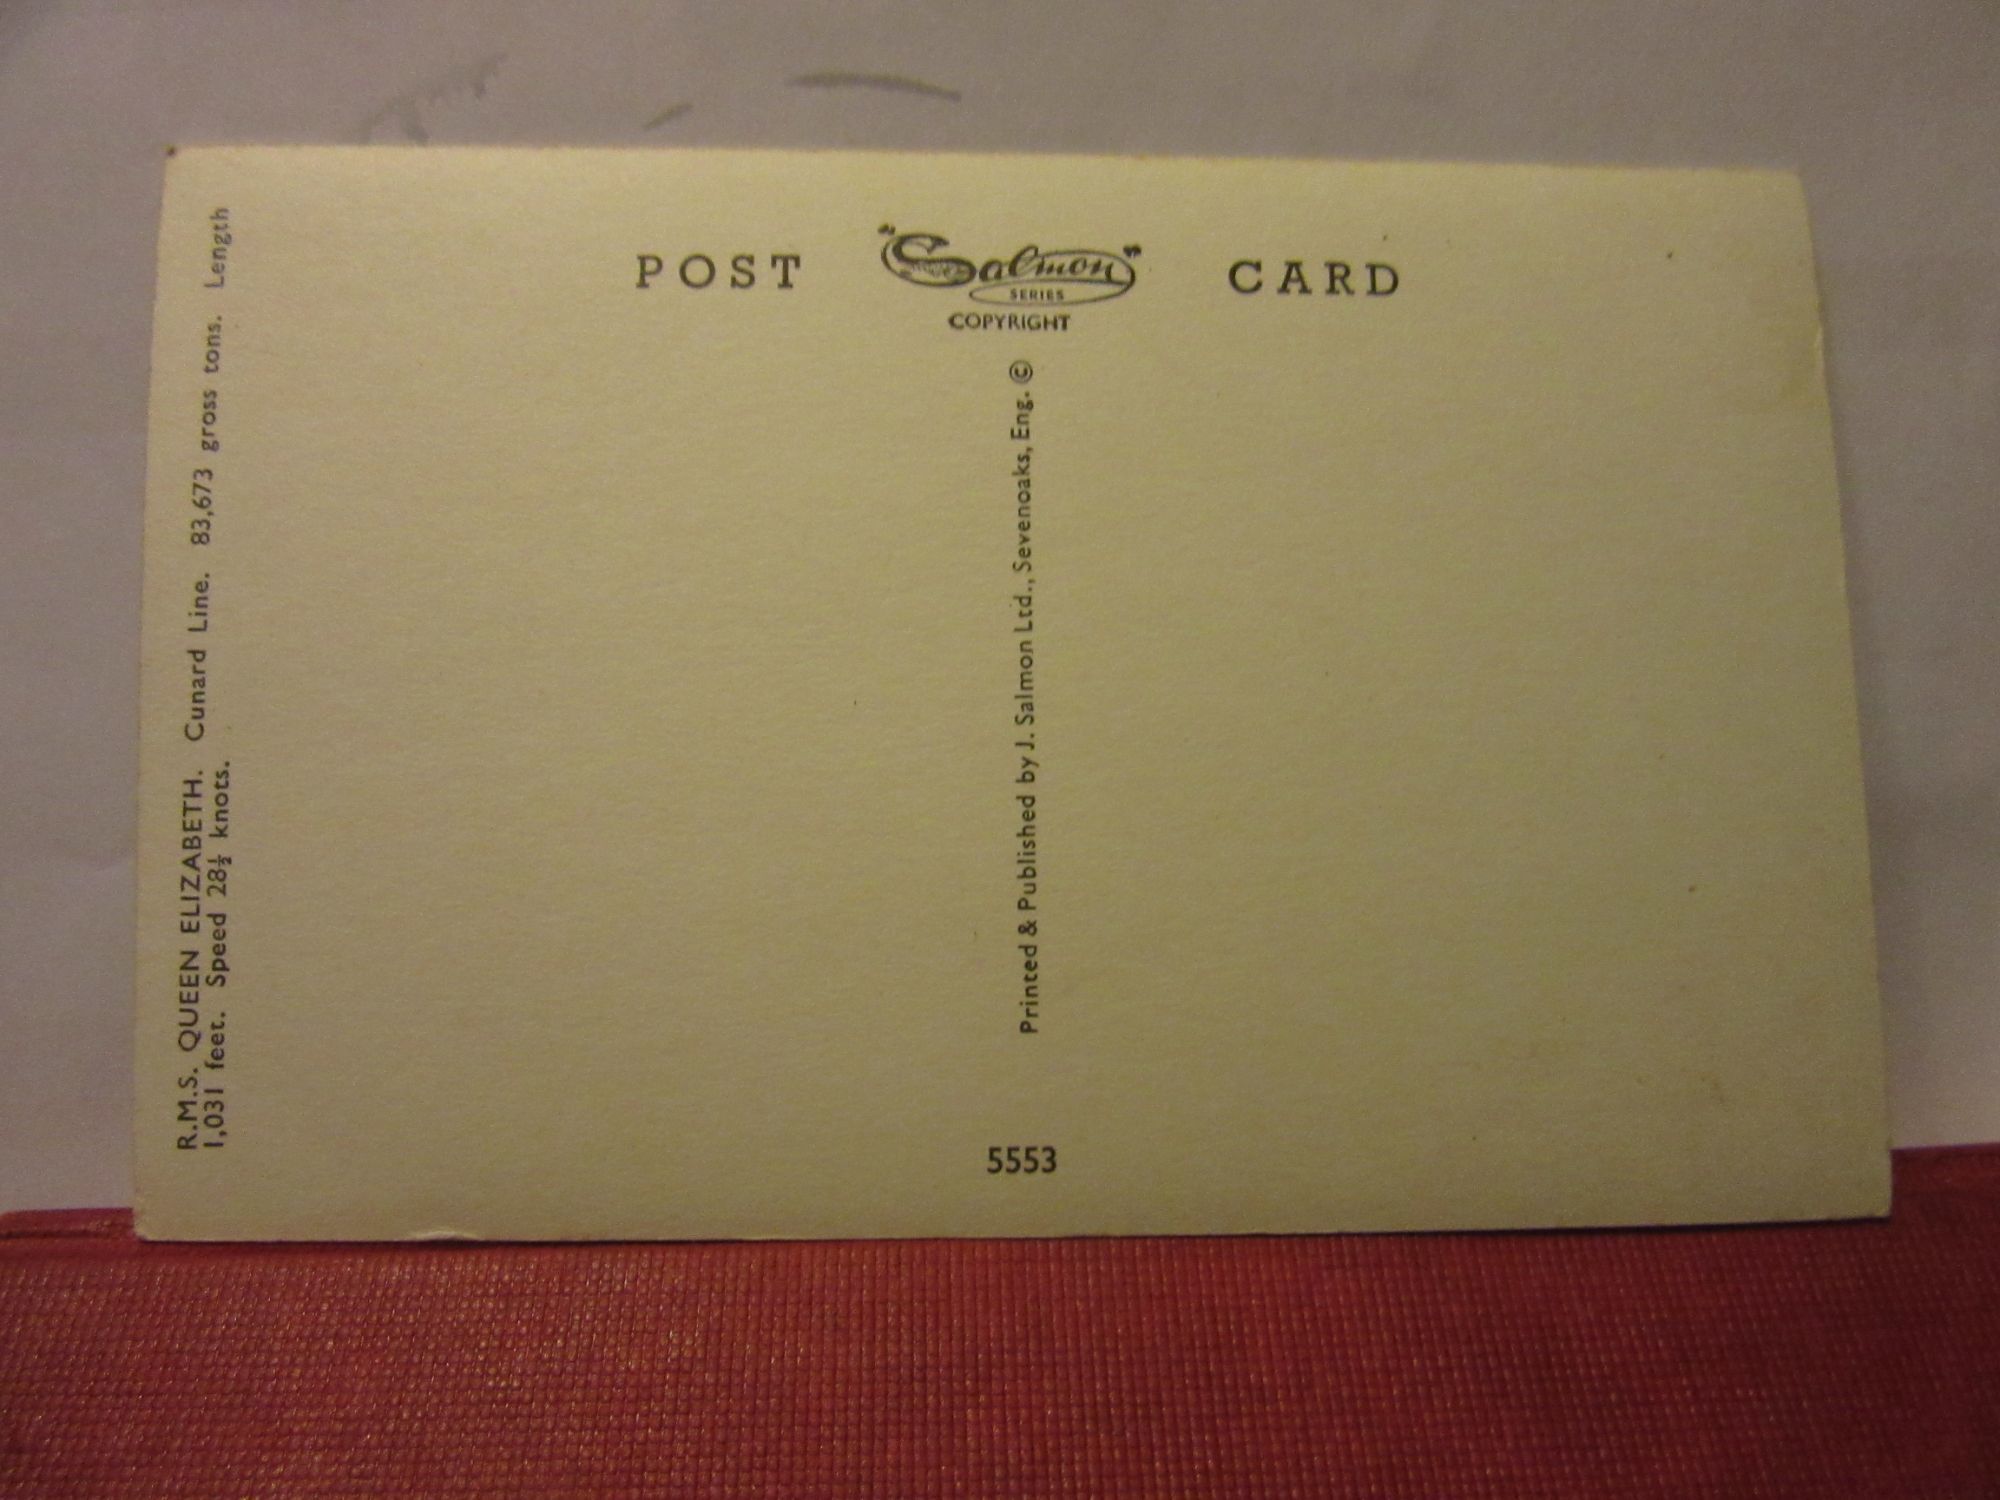 POST "Salmon" CARD
SERIES
COPYRIGHT
R.M.S. QUEEN ELIZABETH. Cunard Line. 83,673 gross tons. Length
1,031 feet. Speed 28½ knots.
Printed & Published by J. Salmon Ltd., Sevenoaks, Eng. ©
5553